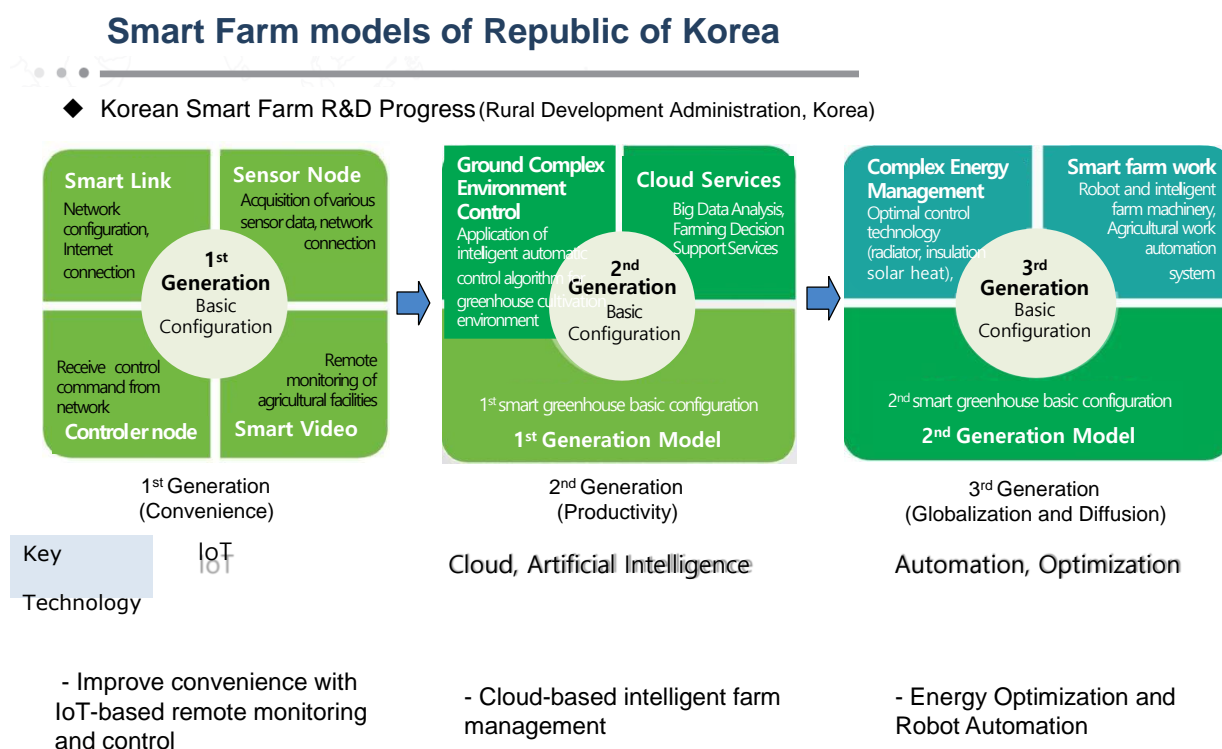 Smart Farm models of Republic of Korea
◆ Korean Smart Farm R&D Progress (Rural Development Administration, Korea)
Smart Link
Network
configuration,
Internet
connection
Sensor Node
Acquisition of various
sensor data, network
connection
1st
Generation
Basic
Configuration
Receive control
command from
network
Controler node
Remote
monitoring of
agricultural facilities
Smart Video
1st Generation
(Convenience)
Ground Complex
Environment
Control
Application of
inteligent automatic
control algorithm for
greenhouse cultivation
environment
Cloud Services
Big Data Analysis,
Farming Decision
Support Services
2nd
Generation
Basic
Configuration
1st smart greenhouse basic configuration
1st Generation Model
2nd Generation
(Productivity)
Complex Energy
Management
Optimal control
technology
(radiator, insulation
solar heat),
Smart farm work
Robot and inteligent
farm machinery,
Agricultural work
automation
system
3rd
Generation
Basic
Configuration
2nd smart greenhouse basic configuration
2nd Generation Model
3rd Generation
(Globalization and Diffusion)
Key
Technology
IoT
Cloud, Artificial Intelligence
Automation, Optimization
- Improve convenience with
IoT-based remote monitoring
and control
- Cloud-based intelligent farm
management
- Energy Optimization and
Robot Automation